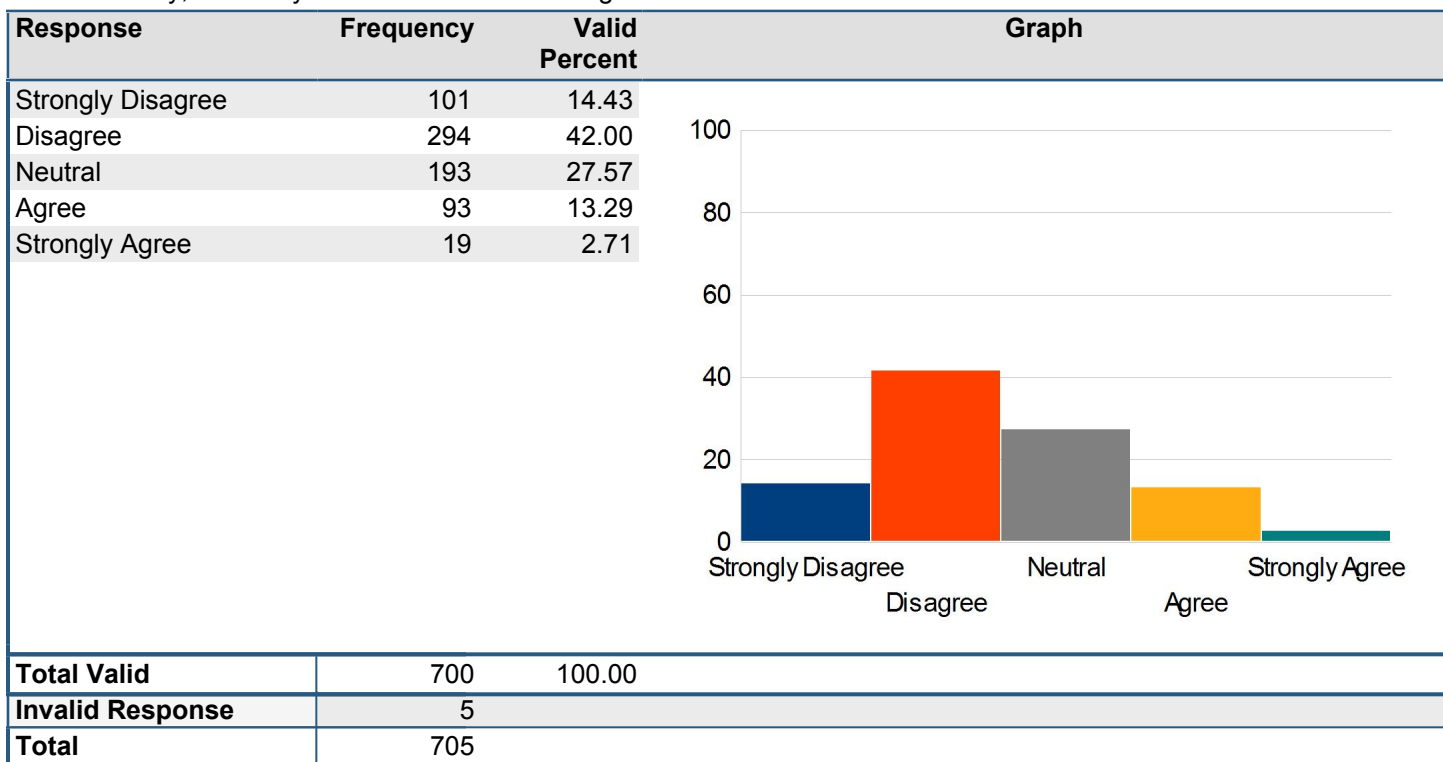 Response Frequency Valid Percent Graph
Strongly Disagree 101 14.43
Disagree 294 42.00
Neutral 193 27.57
Agree 93 13.29
Strongly Agree 19 2.71
100
80
60
40
20
0
Strongly Disagree Neutral Strongly Agree
Disagree Agree
Total Valid 700 100.00
Invalid Response 5
Total 705